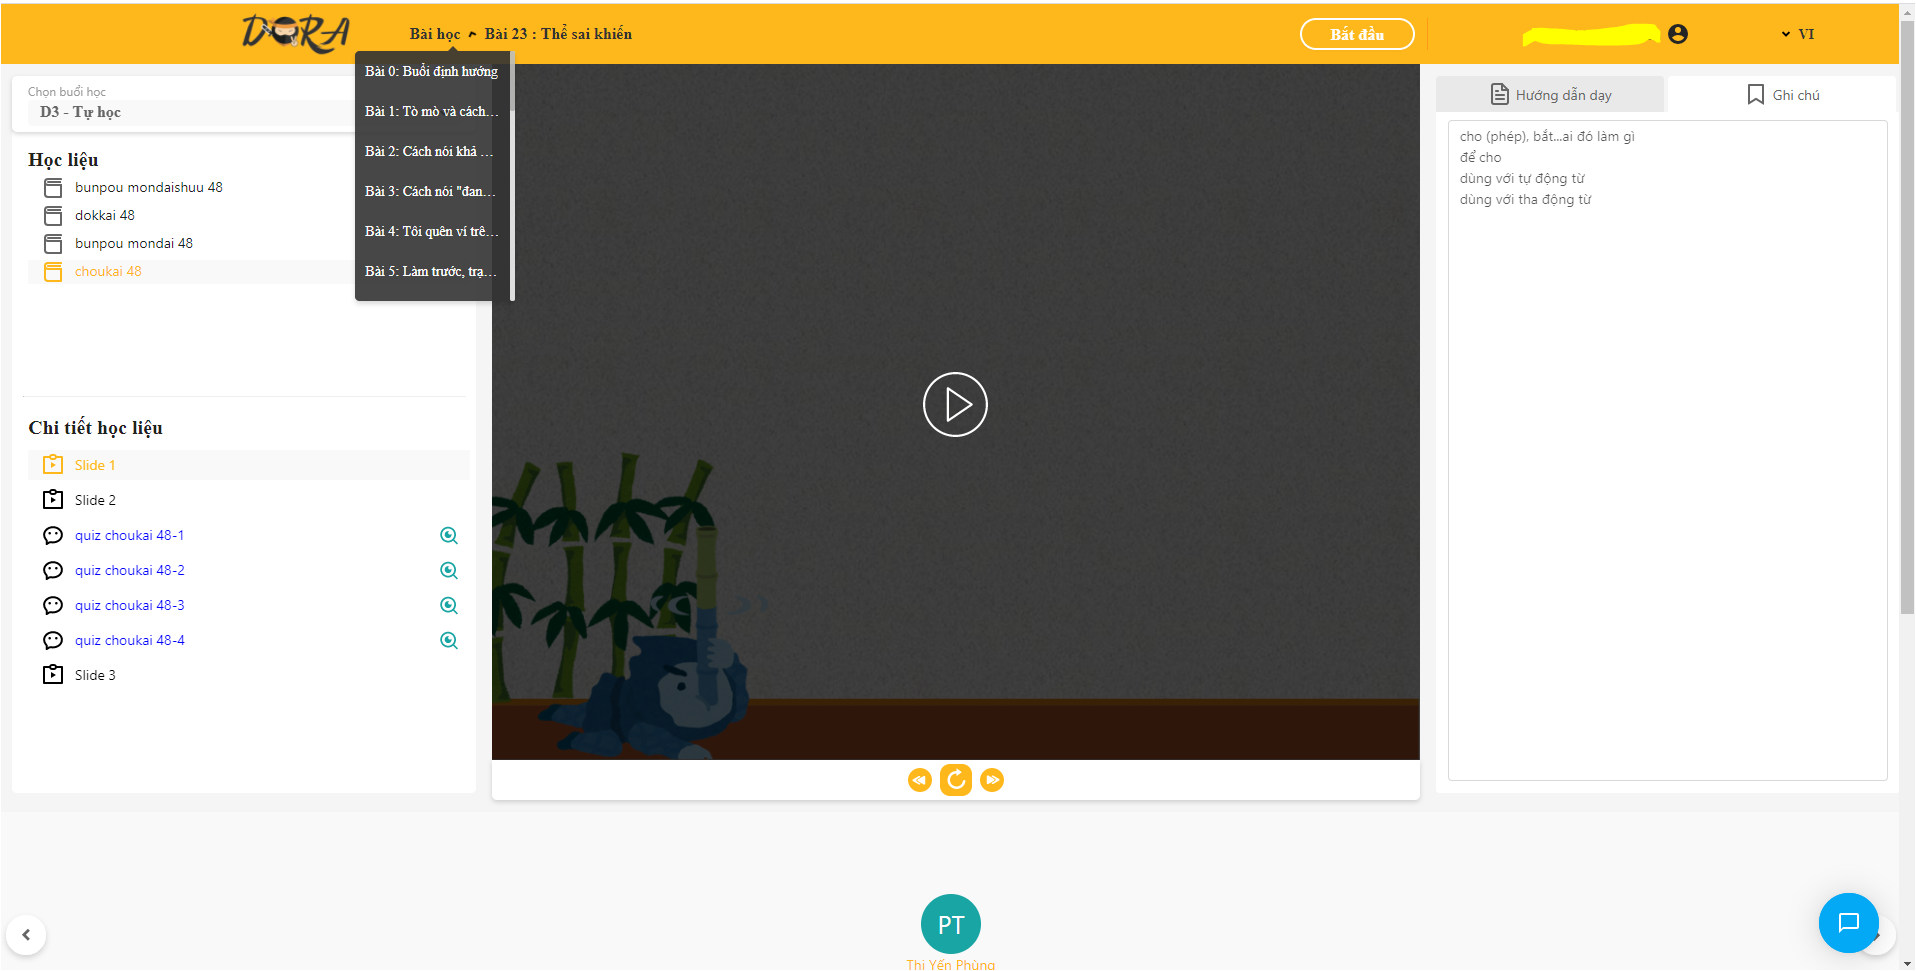 DORA
Bài học
Bài 23 : Thể sai khiến
Bắt đầu
VI
Bài 0: Buổi định hướng
Bài 1: Tò mò và cách...
Bài 2: Cách nói khả ...
Bài 3: Cách nói "đan...
Bài 4: Tôi quên ví trê...
Bài 5: Làm trước, trạ...
Chọn buổi học
D3 - Tự học
Học liệu
bunpou mondaishuu 48
dokkai 48
bunpou mondai 48
choukai 48
Chi tiết học liệu
Slide 1
Slide 2
quiz choukai 48-1
quiz choukai 48-2
quiz choukai 48-3
quiz choukai 48-4
Slide 3
Hướng dẫn dạy
Ghi chú
cho (phép), bắt...ai đó làm gì
để cho
dùng với tự động từ
dùng với tha động từ
PT
Thị Yến Phùng